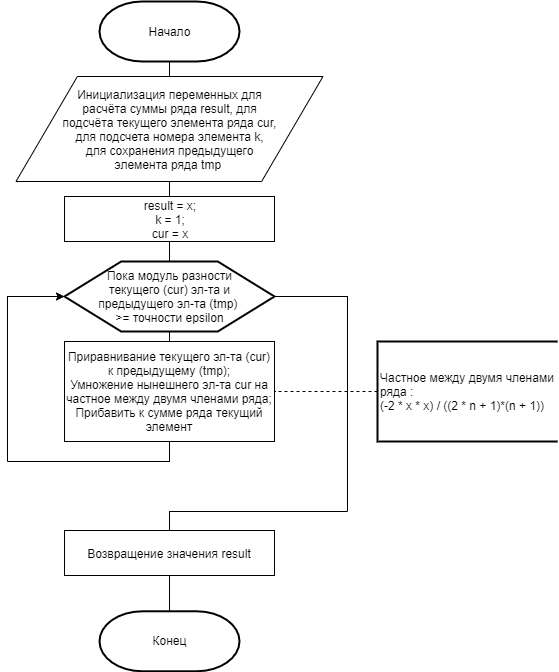 Начало
Инициализация переменных для
расчёта суммы ряда result, для
подсчёта текущего элемента ряда cur,
для подсчета номера элемента k,
для сохранения предыдущего
элемента ряда tmp
result = x;
k = 1;
cur = x
Пока модуль разности
текущего (cur) эл-та и
предыдущего эл-та (tmp)
>= точности epsilon
Приравнивание текущего эл-та (cur)
к предыдущему (tmp);
Умножение нынешнего эл-та cur на
частное между двумя членами ряда;
Прибавить к сумме ряда текущий
элемент
Частное между двумя членами
ряда :
(-2 * x * x) / ((2 * n + 1)*(n + 1))
Возвращение значения result
Конец